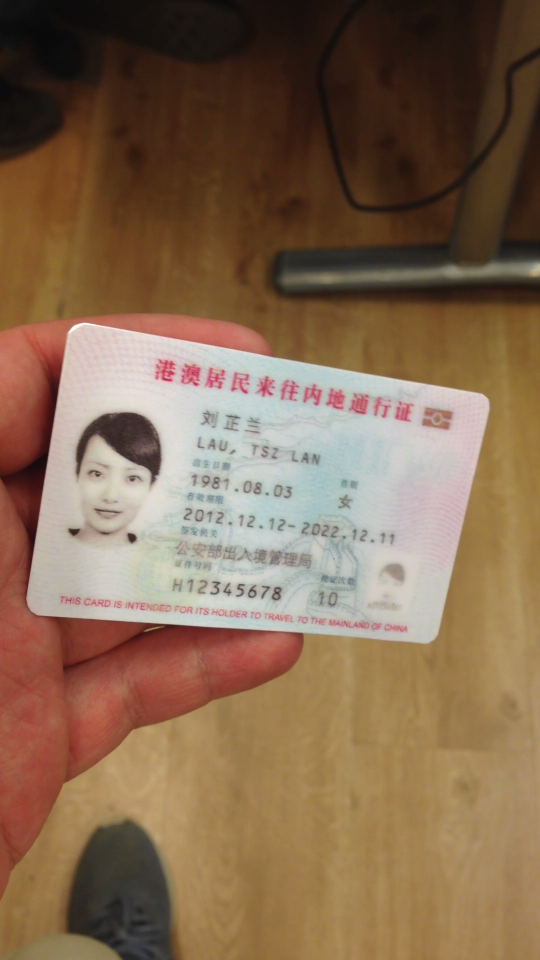 港澳居民来往内地通行证
刘芷兰
LAU, TSZ LAN
出生日期 性别
1981.08.03 女
有效期限
2012.12.12-2022.12.11
签发机关
公安部出入境管理局
证件号码 换证次数
H12345678 10
THIS CARD IS INTENDED FOR ITS HOLDER TO TRAVEL TO THE MAINLAND OF CHINA